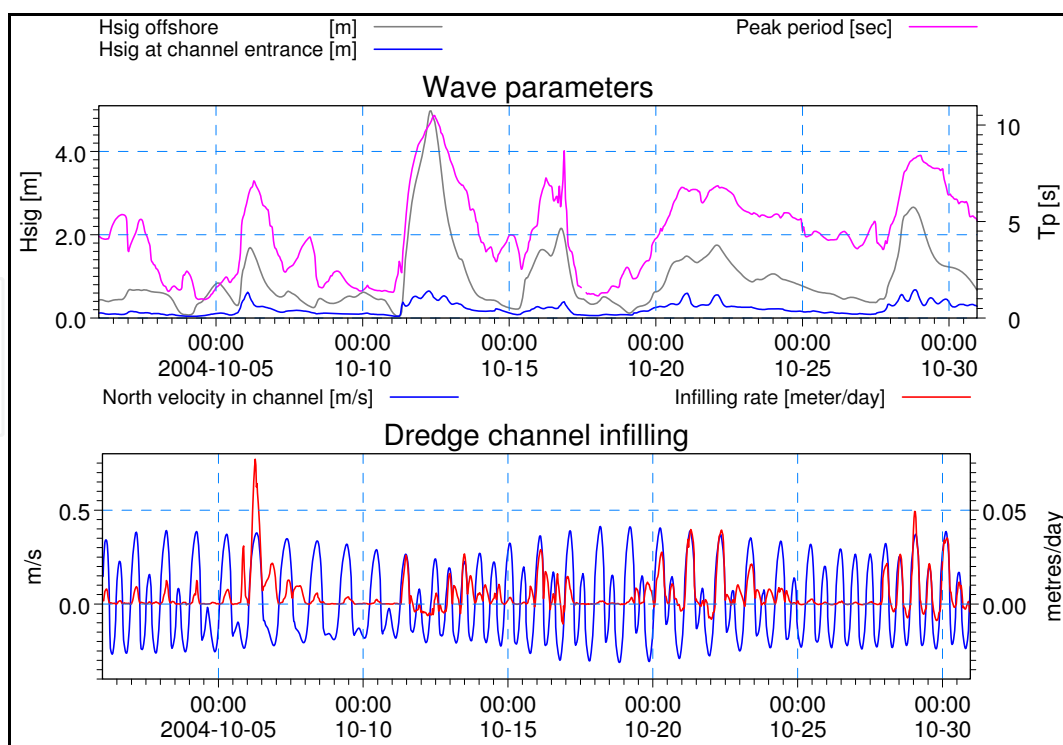 Hsig offshore [m] Peak period [sec]
Hsig at channel entrance [m]
Wave parameters
Hsig [m]
4.0
2.0
0.0
10
5
0
Tp [s]
00:00 00:00 00:00 00:00 00:00 00:00
2004-10-05 10-10 10-15 10-20 10-25 10-30
North velocity in channel [m/s] Infilling rate [meter/day]
Dredge channel infilling
m/s
0.5
0.0
0.05
0.00
metres/day
00:00 00:00 00:00 00:00 00:00 00:00
2004-10-05 10-10 10-15 10-20 10-25 10-30